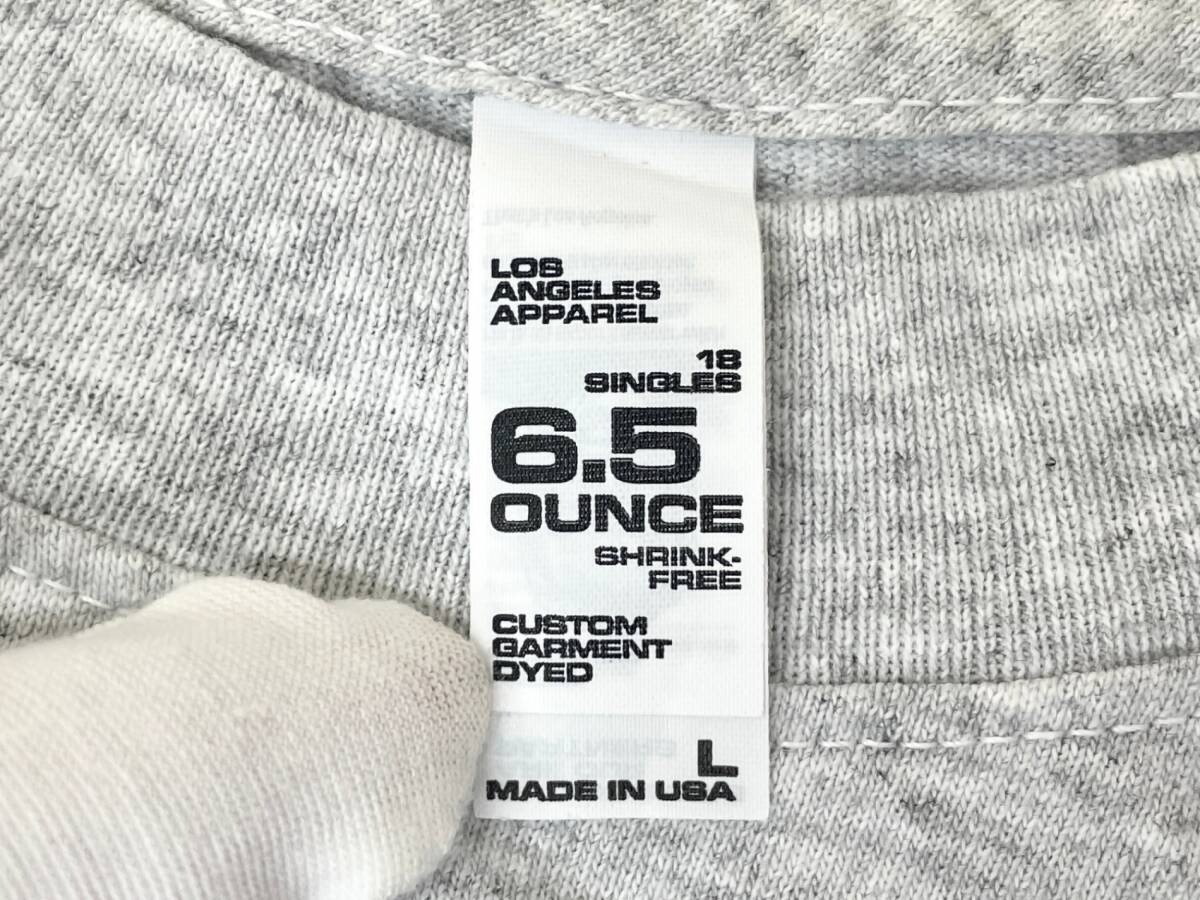 LOS
ANGELES
APPAREL
18
SINGLES
6.5
OUNCE
SHRINK-
FREE
CUSTOM
GARMENT
DYED
L
MADE IN USA